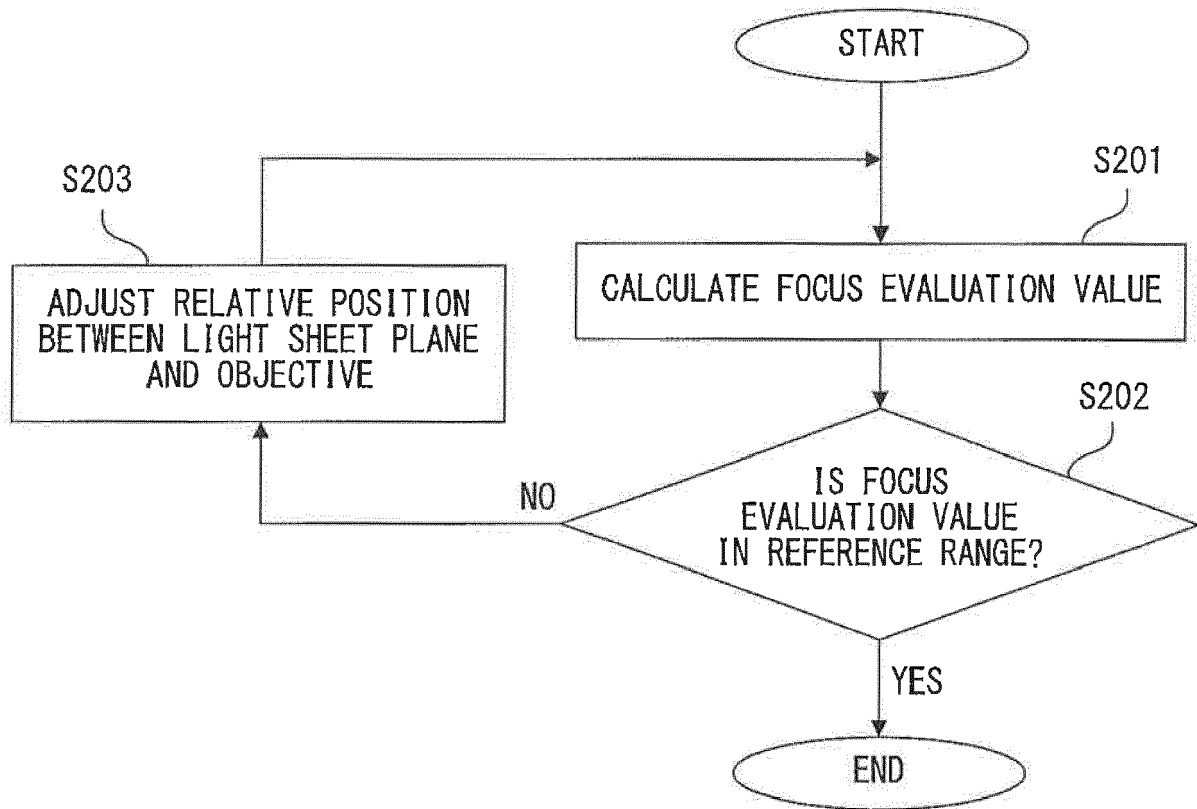 START
S203
S201
ADJUST RELATIVE POSITION
BETWEEN LIGHT SHEET PLANE
AND OBJECTIVE
CALCULATE FOCUS EVALUATION VALUE
S202
NO
IS FOCUS
EVALUATION VALUE
IN REFERENCE RANGE?
YES
END